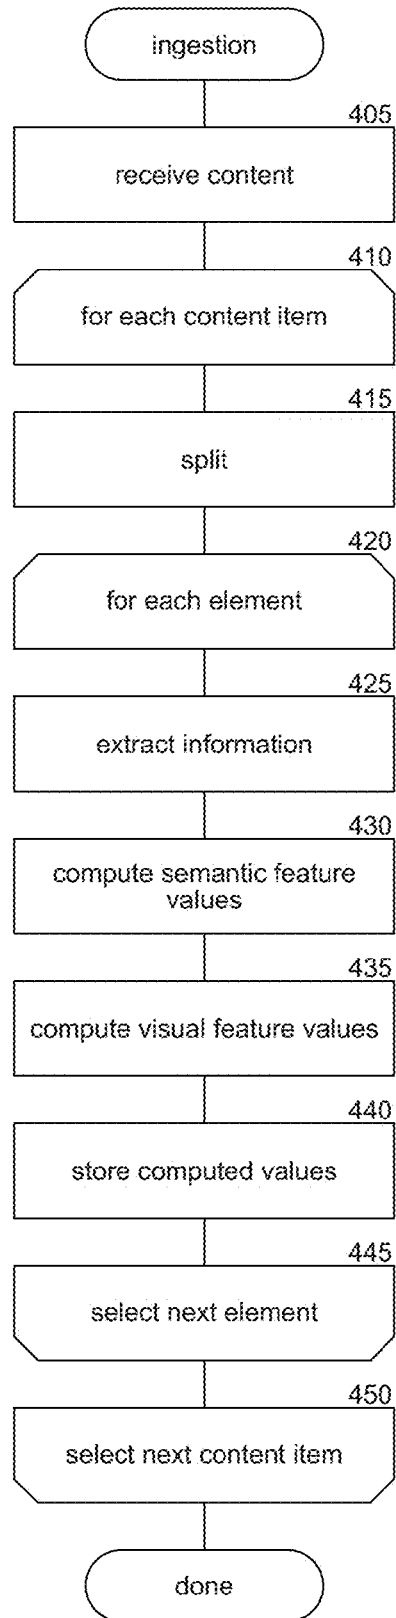 ingestion
405
receive content
410
for each content item
415
split
420
for each element
425
extract information
430
compute semantic feature
values
435
compute visual feature values
440
store computed values
445
select next element
450
select next content item
done